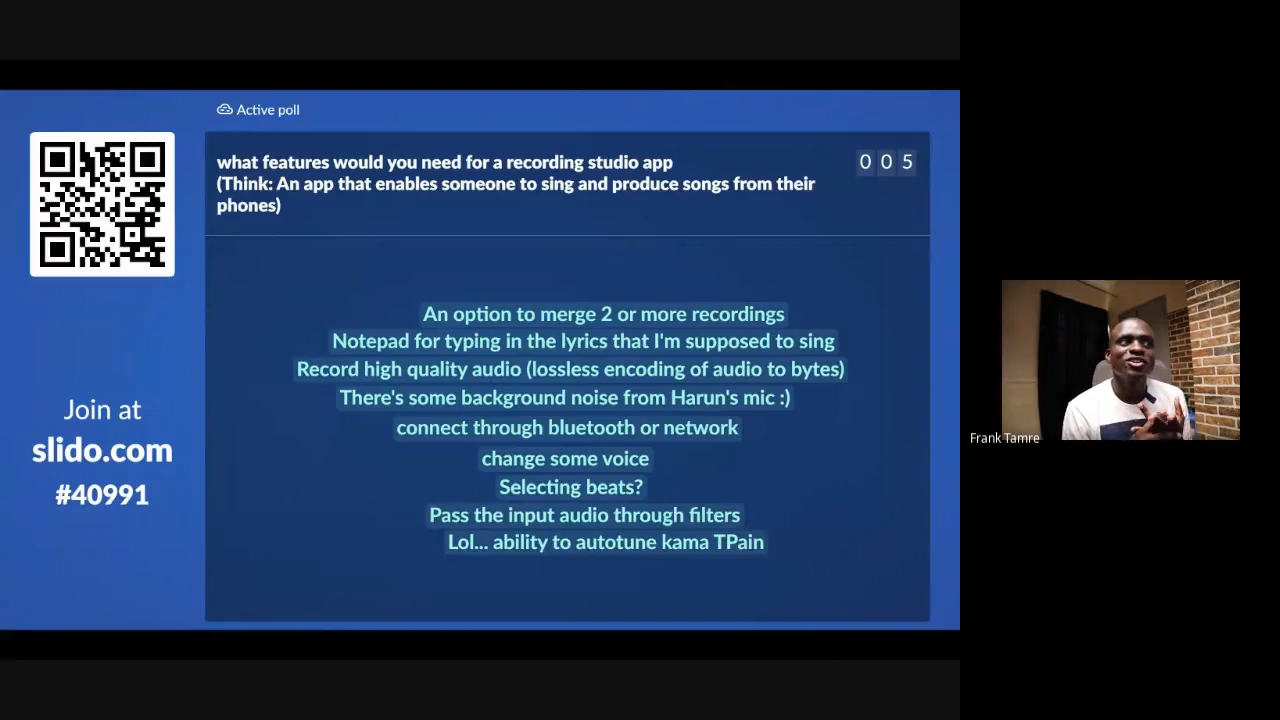 Active poll
what features would you need for a recording studio app
(Think: An app that enables someone to sing and produce songs from their
phones)
0 0 5
An option to merge 2 or more recordings
Notepad for typing in the lyrics that I'm supposed to sing
Record high quality audio (lossless encoding of audio to bytes)
There's some background noise from Harun's mic :)
connect through bluetooth or network
change some voice
Selecting beats?
Pass the input audio through filters
Lol... ability to autotune kama TPain
Join at
slido.com
#40991
Frank Tamre